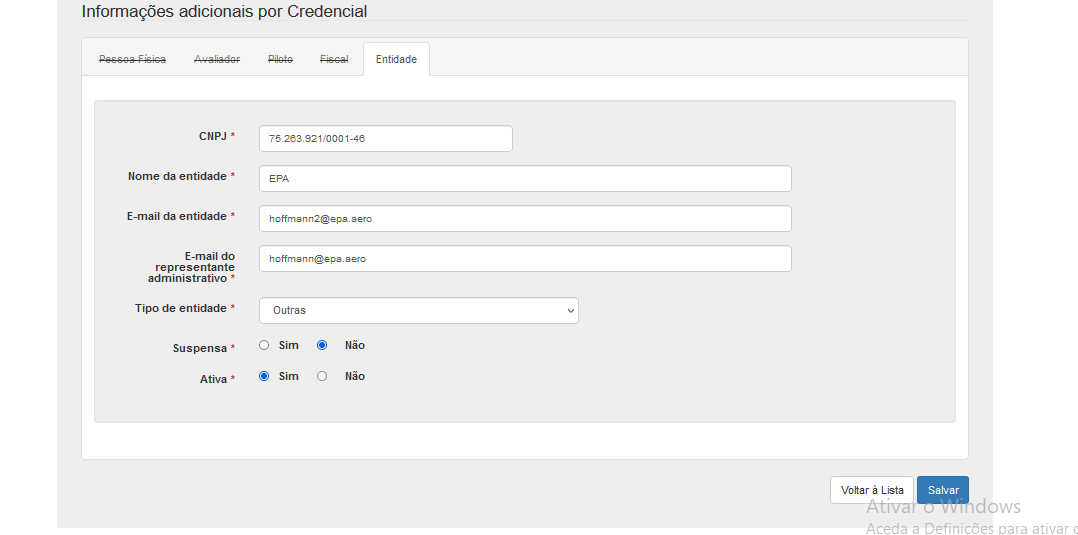 Informações adicionais por Credencial
Pessoa Física Avaliador Piloto Fiscal Entidade
CNPJ * 75.263.921/0001-46
Nome da entidade * EPA
E-mail da entidade * hoffmann2@epa.aero
E-mail do
representante
administrativo * hoffmann@epa.aero
Tipo de entidade * Outras
Suspensa * Sim Não
Ativa * Sim Não
Voltar à Lista Salvar
Ativar o Windows
Aceda a Definições para ativar o